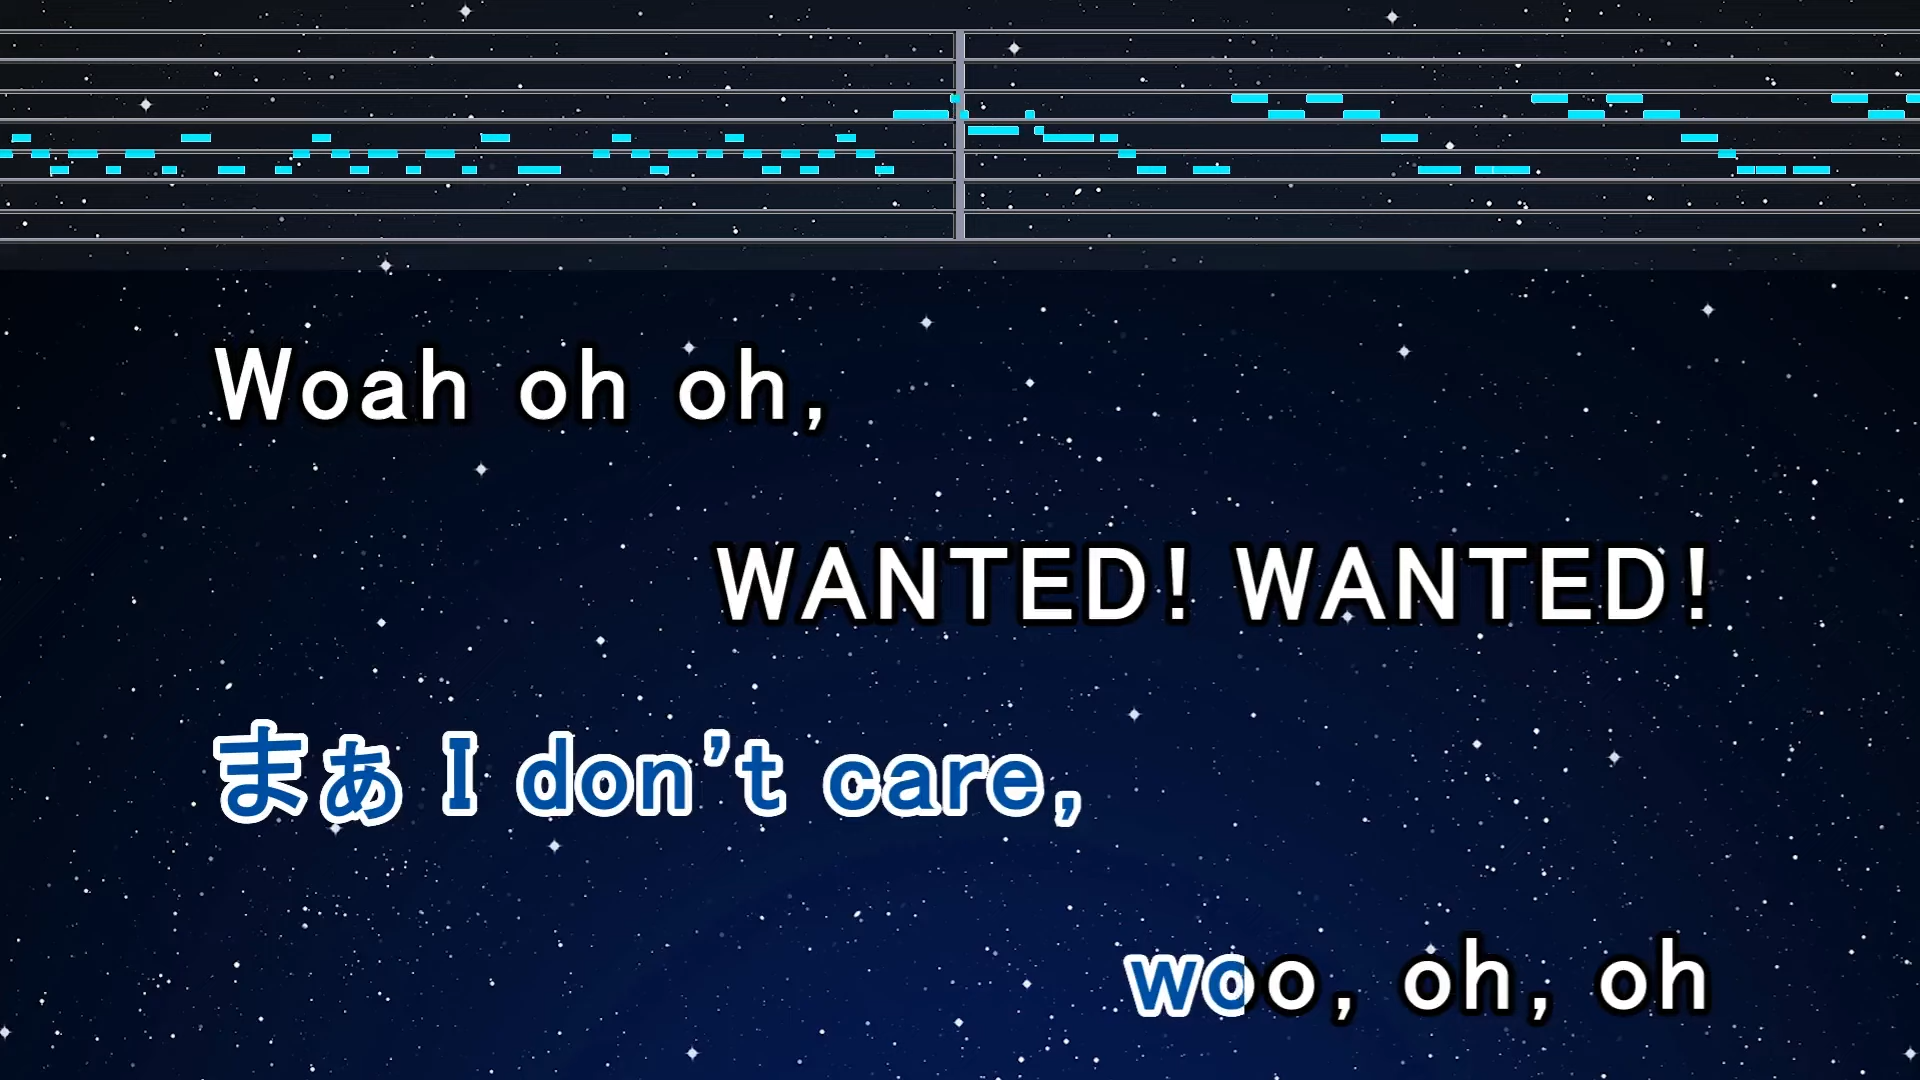 Woah oh oh,
WANTED! WANTED!
まぁ I don't care,
woo, oh, oh